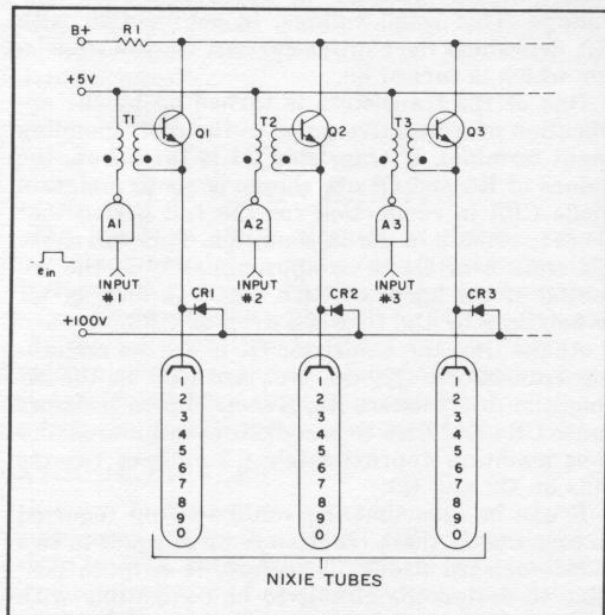 B+ R1
+5V
T1 Q1 T2 Q2 T3 Q3
A1 A2 A3
e in
INPUT #1 INPUT #2 INPUT #3
CR1 CR2 CR3
+100V
1 1 1
2 2 2
3 3 3
4 4 4
5 5 5
6 6 6
7 7 7
8 8 8
9 9 9
0 0 0
NIXIE TUBES